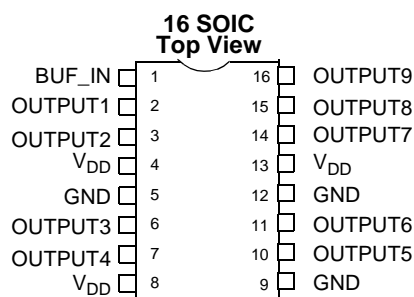 16 SOIC
Top View
BUF_IN 1 16 OUTPUT9
OUTPUT1 2 15 OUTPUT8
OUTPUT2 3 14 OUTPUT7
VDD 4 13 VDD
GND 5 12 GND
OUTPUT3 6 11 OUTPUT6
OUTPUT4 7 10 OUTPUT5
VDD 8 9 GND